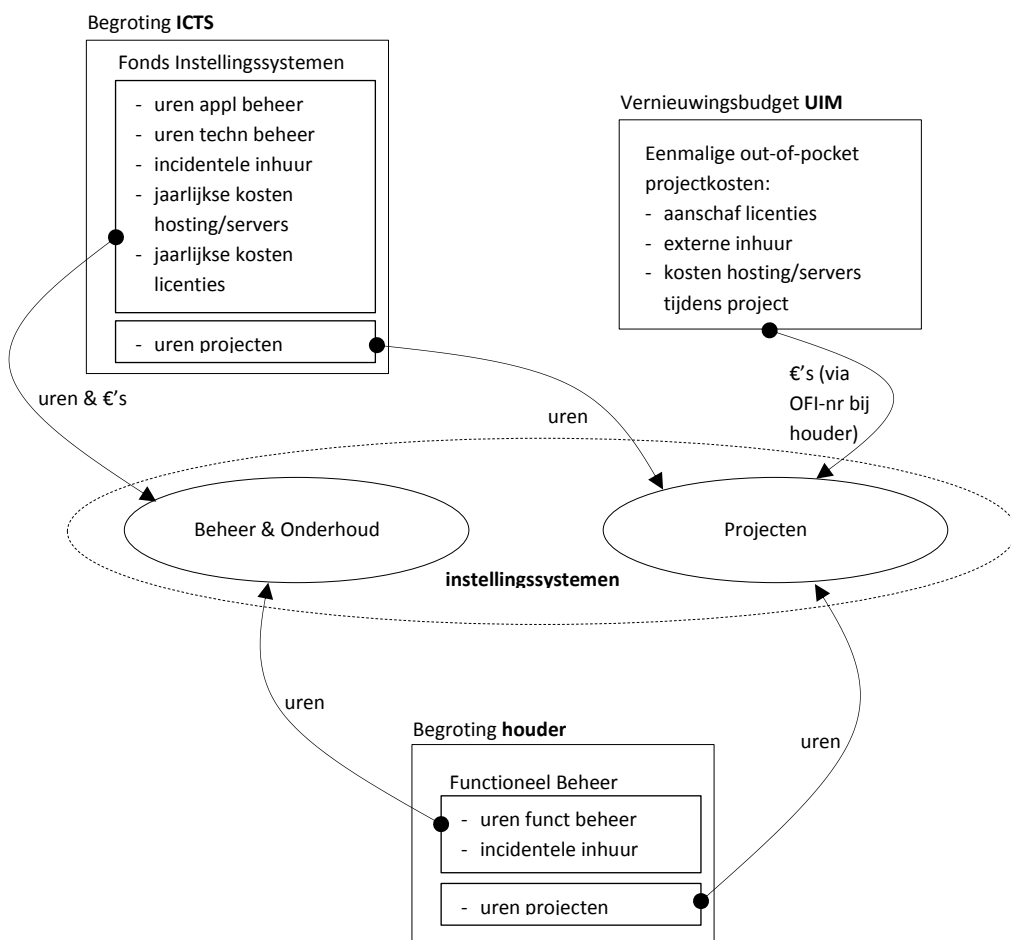 Begroting ICTS
Fonds Instellingssystemen
- uren appl beheer
- uren techn beheer
- incidentele inhuur
- jaarlijkse kosten
hosting/servers
- jaarlijkse kosten
licenties
- uren projecten
Vernieuwingsbudget UIM
Eenmalige out-of-pocket
projectkosten:
- aanschaf licenties
- externe inhuur
- kosten hosting/servers
tijdens project
uren & €’s
uren
€’s (via
OFI-nr bij
houder)
Beheer & Onderhoud
Projecten
instellingssystemen
uren
uren
Begroting houder
Functioneel Beheer
- uren funct beheer
- incidentele inhuur
- uren projecten